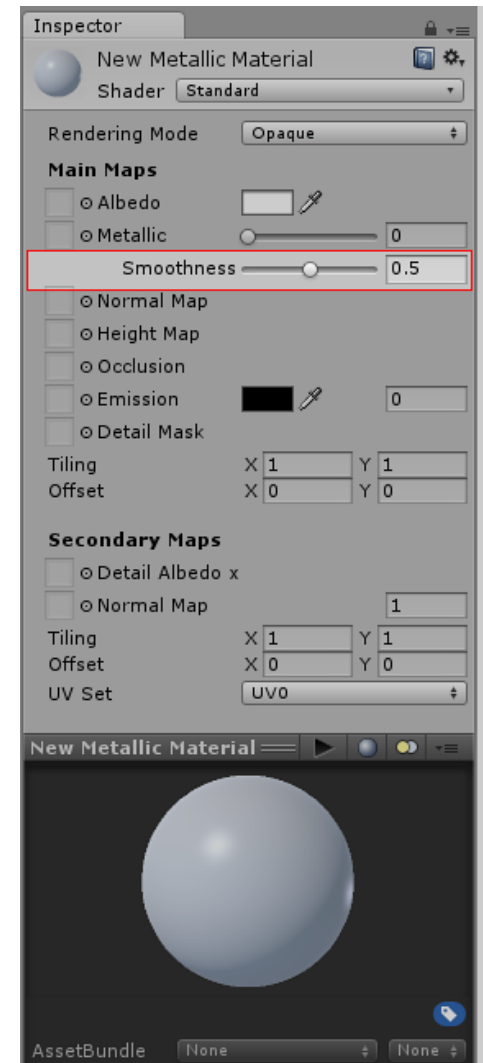 Inspector
New Metallic Material
Shader Standard
Rendering Mode Opaque
Main Maps
Albedo
Metallic 0
Smoothness 0.5
Normal Map
Height Map
Occlusion
Emission 0
Detail Mask
Tiling X 1 Y 1
Offset X 0 Y 0
Secondary Maps
Detail Albedo x
Normal Map 1
Tiling X 1 Y 1
Offset X 0 Y 0
UV Set UV0
New Metallic Material
AssetBundle None None